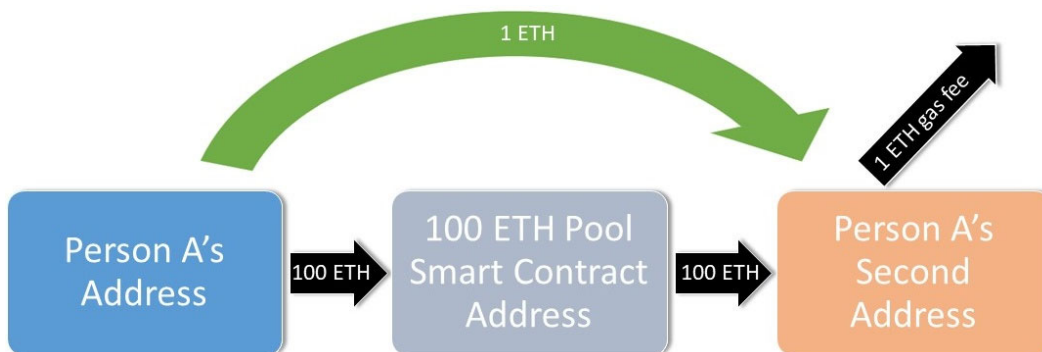 1 ETH
1 ETH gas fee
Person A's
Address
100 ETH
100 ETH Pool
Smart Contract
Address
100 ETH
Person A's
Second
Address